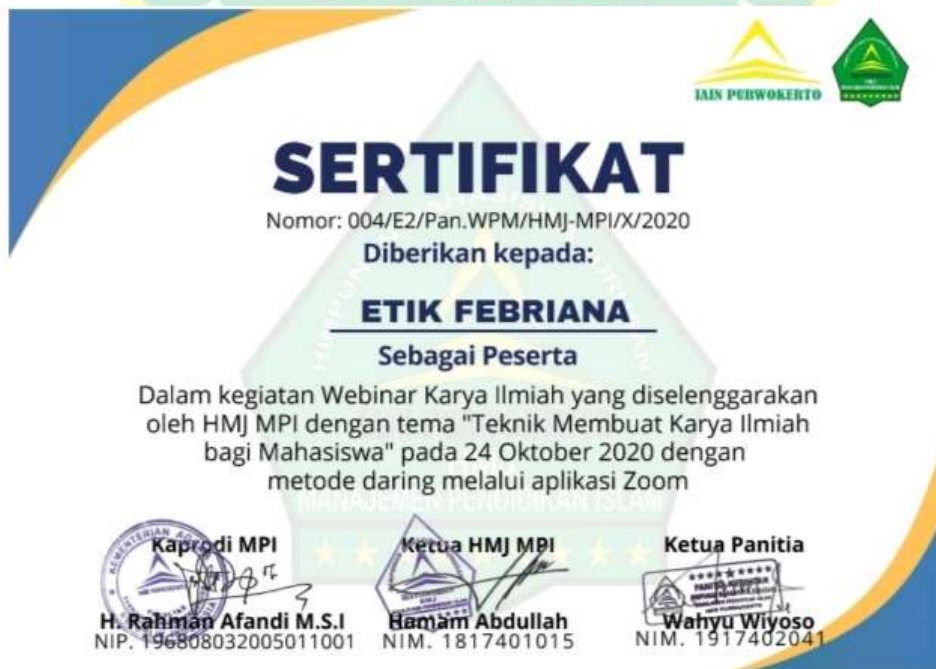 IAIN PURWOKERTO
SERTIFIKAT
Nomor: 004/E2/Pan.WPM/HMJ-MPI/X/2020
Diberikan kepada:
ETIK FEBRIANA
Sebagai Peserta
Dalam kegiatan Webinar Karya Ilmiah yang diselenggarakan
oleh HMJ MPI dengan tema "Teknik Membuat Karya Ilmiah
bagi Mahasiswa" pada 24 Oktober 2020 dengan
metode daring melalui aplikasi Zoom
MANAJEMEN PENDIDIKAN ISLAM
Kaprodi MPI
Ketua HMJ MPI
Ketua Panitia
H. Rahman Afandi M.S.I
Hamam Abdullah
Wahyu Wiyoso
NIP. 196808032005011001
NIM. 1817401015
NIM. 1917402041